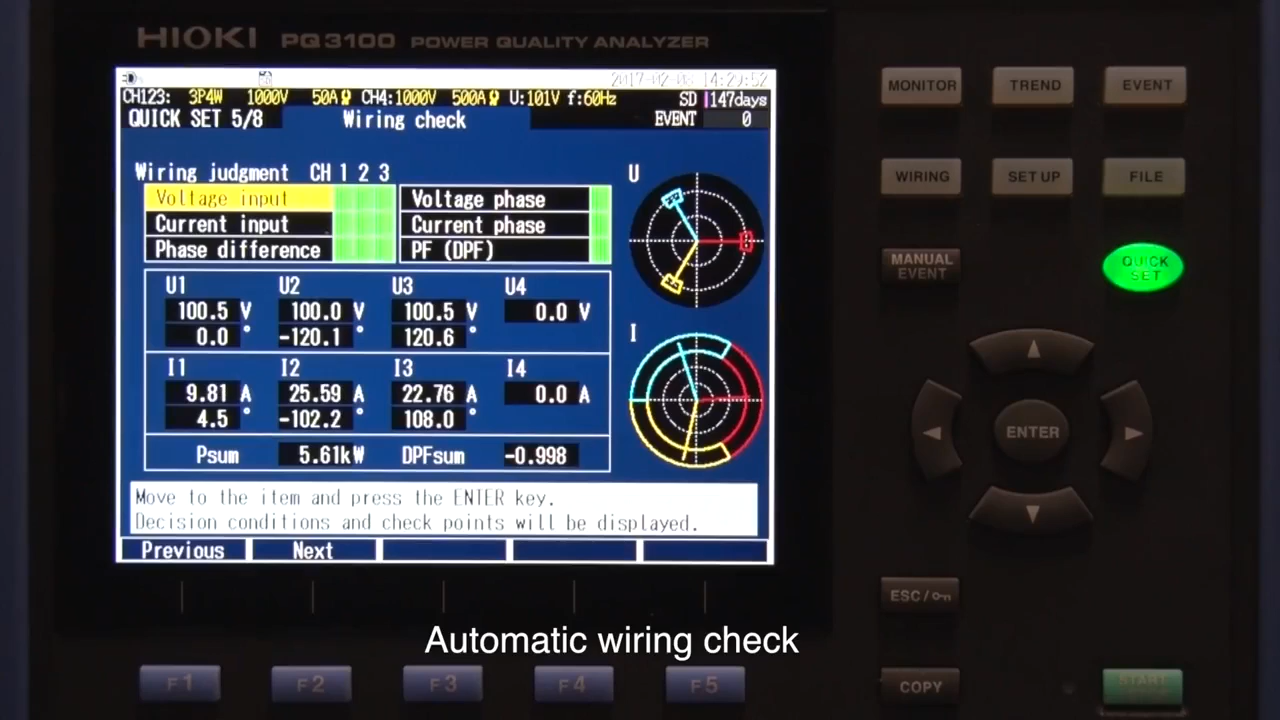 HIOKI PQ3100 POWER QUALITY ANALYZER
14:29:52
CH123: 3P4W 1000V 50A CH4:1000V 500A U:101V f:60Hz SD 147days
QUICK SET 5/8 Wiring check EVENT 0
Wiring judgment CH 1 2 3
Voltage input Voltage phase
Current input Current phase
Phase difference PF (DPF)
U
U1 U2 U3 U4
100.5 V 100.0 V 100.5 V 0.0 V
0.0 ° -120.1 ° 120.6 °
I
I1 I2 I3 I4
9.81 A 25.59 A 22.76 A 0.0 A
4.5 ° -102.2 ° 108.0 °
Psum 5.61kW DPFsum -0.998
Move to the item and press the ENTER key.
Decision conditions and check points will be displayed.
Previous Next
MONITOR TREND EVENT
WIRING SET UP FILE
MANUAL EVENT
QUICK SET
ENTER
ESC/
Automatic wiring check
F1 F2 F3 F4 F5
COPY
START